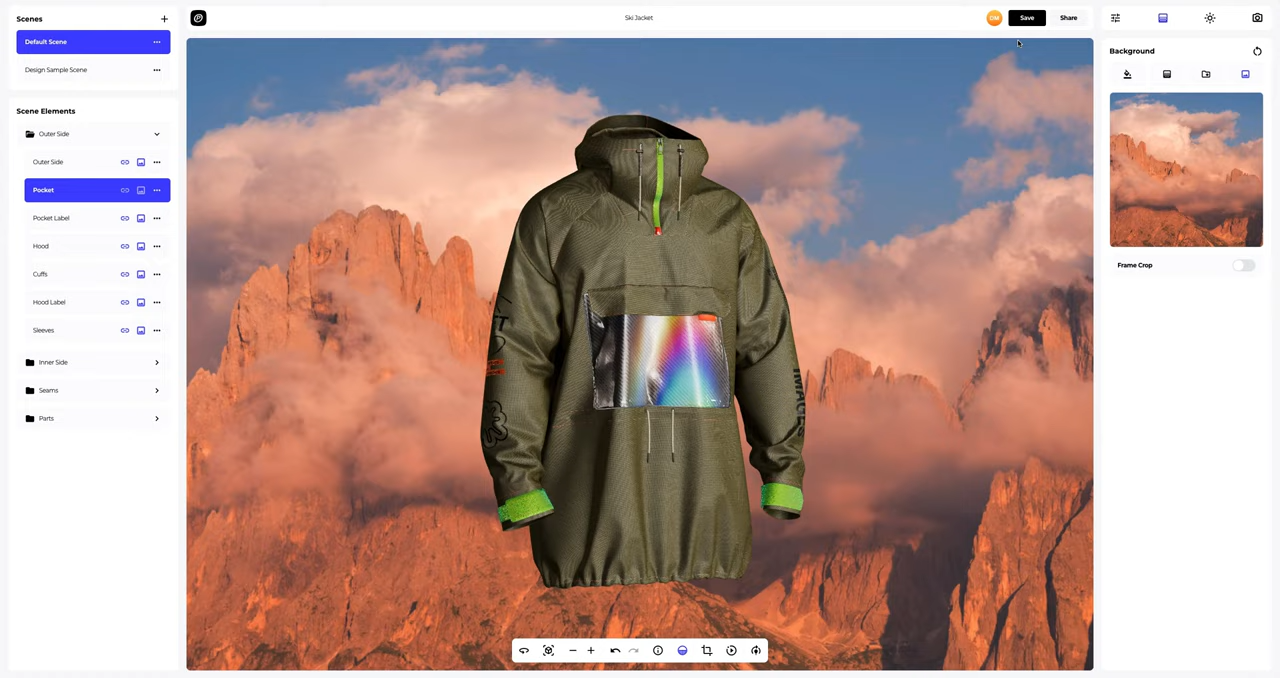 Scenes
Default Scene
Design Sample Scene
Scene Elements
Outer Side
Outer Side
Pocket
Pocket Label
Hood
Cuffs
Hood Label
Sleeves
Inner Side
Seams
Parts
Ski Jacket
DM
Save
Share
Background
Frame Crop